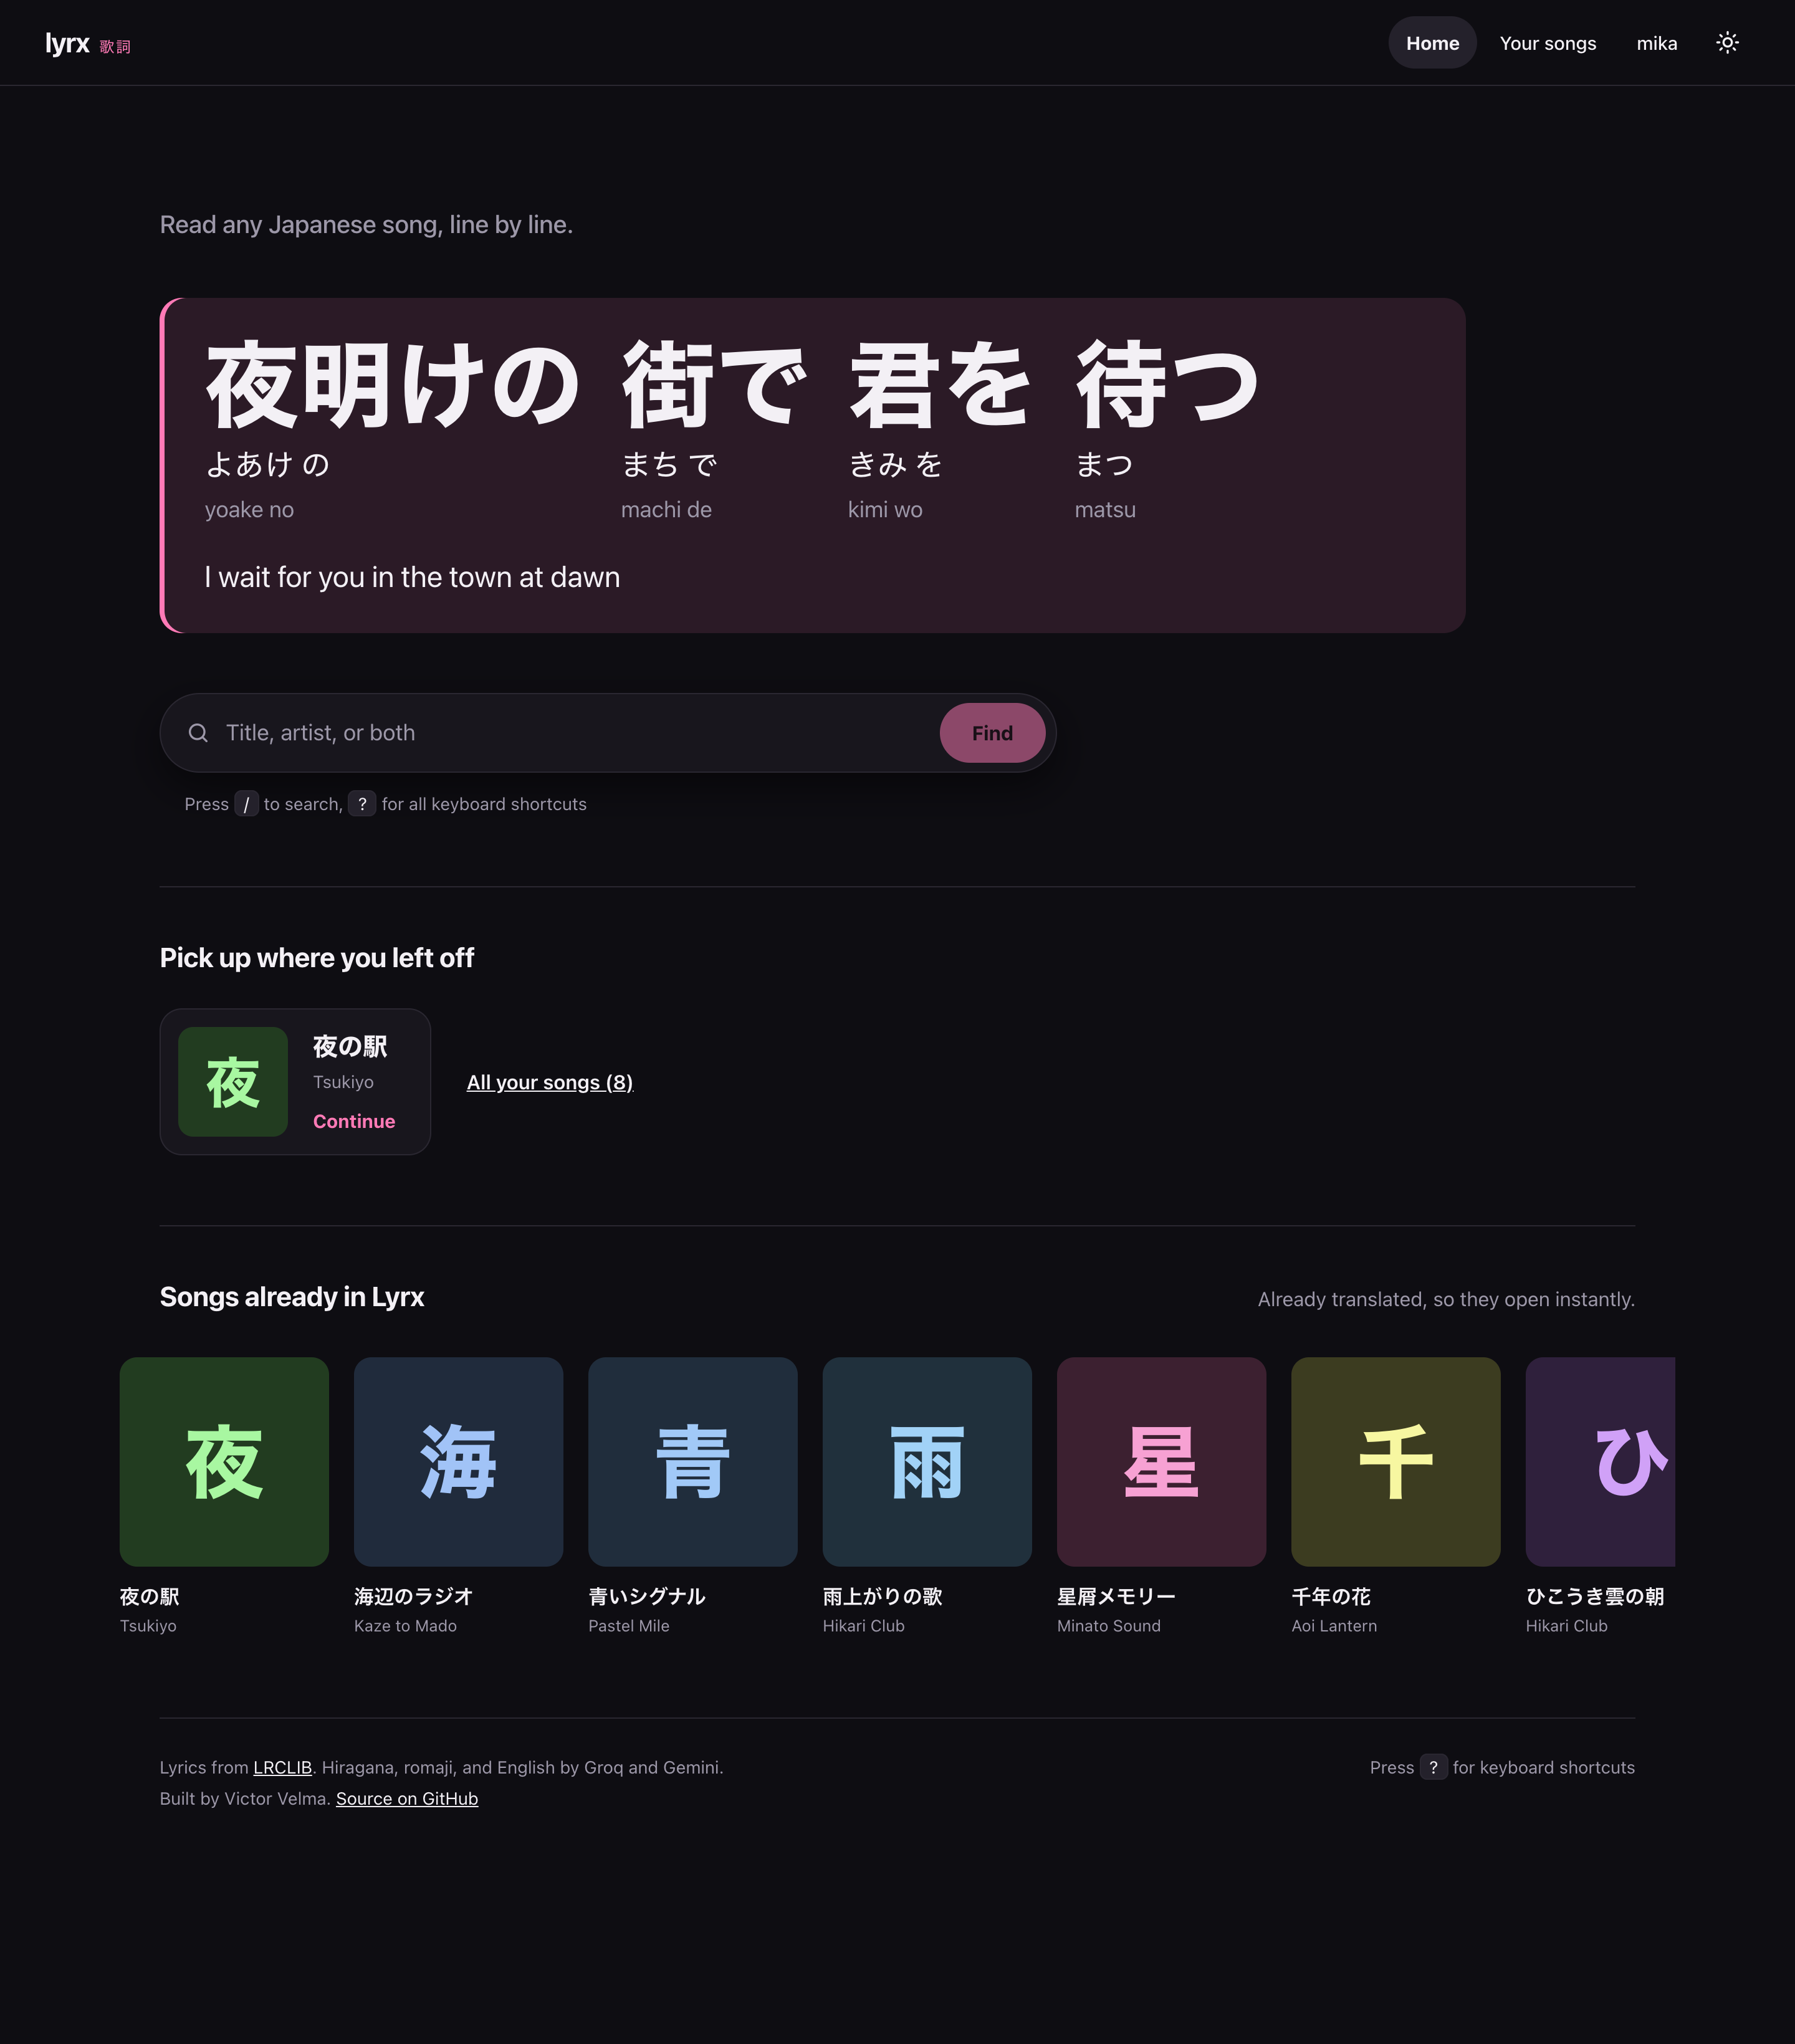 lyrx 歌詞
Home Your songs mika
Read any Japanese song, line by line.
夜明けの 街で 君を 待つ
よあけ の まち で きみ を まつ
yoake no machi de kimi wo matsu
I wait for you in the town at dawn
Title, artist, or both Find
Press / to search, ? for all keyboard shortcuts
Pick up where you left off
夜
夜の駅
Tsukiyo
Continue
All your songs (8)
Songs already in Lyrx Already translated, so they open instantly.
夜 海 青 雨 星 千 ひ
夜の駅 海辺のラジオ 青いシグナル 雨上がりの歌 星屑メモリー 千年の花 ひこうき雲の朝
Tsukiyo Kaze to Mado Pastel Mile Hikari Club Minato Sound Aoi Lantern Hikari Club
Lyrics from LRCLIB. Hiragana, romaji, and English by Groq and Gemini. Press ? for keyboard shortcuts
Built by Victor Velma. Source on GitHub